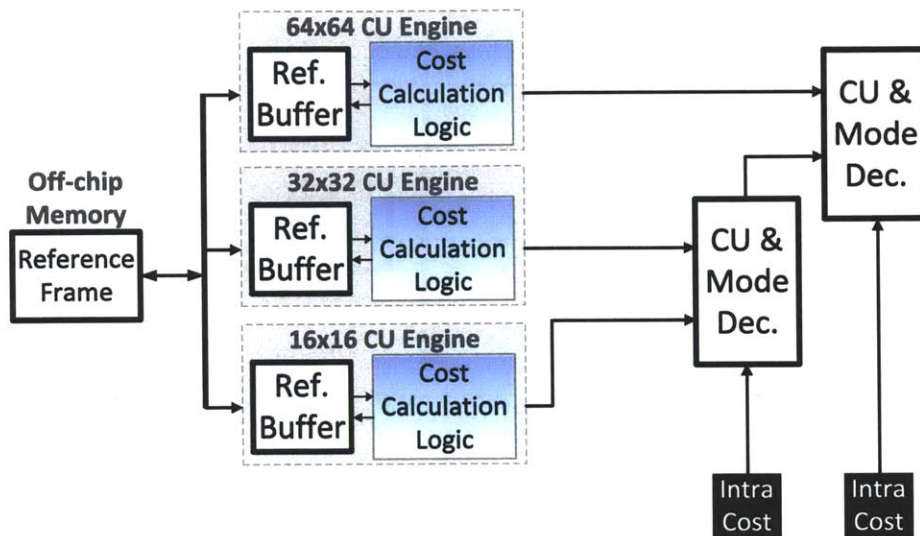 64x64 CU Engine
Ref.
Buffer
Cost
Calculation
Logic
CU &
Mode
Dec.
Off-chip
Memory
Reference
Frame
32x32 CU Engine
Ref.
Buffer
Cost
Calculation
Logic
CU &
Mode
Dec.
16x16 CU Engine
Ref.
Buffer
Cost
Calculation
Logic
Intra
Cost
Intra
Cost